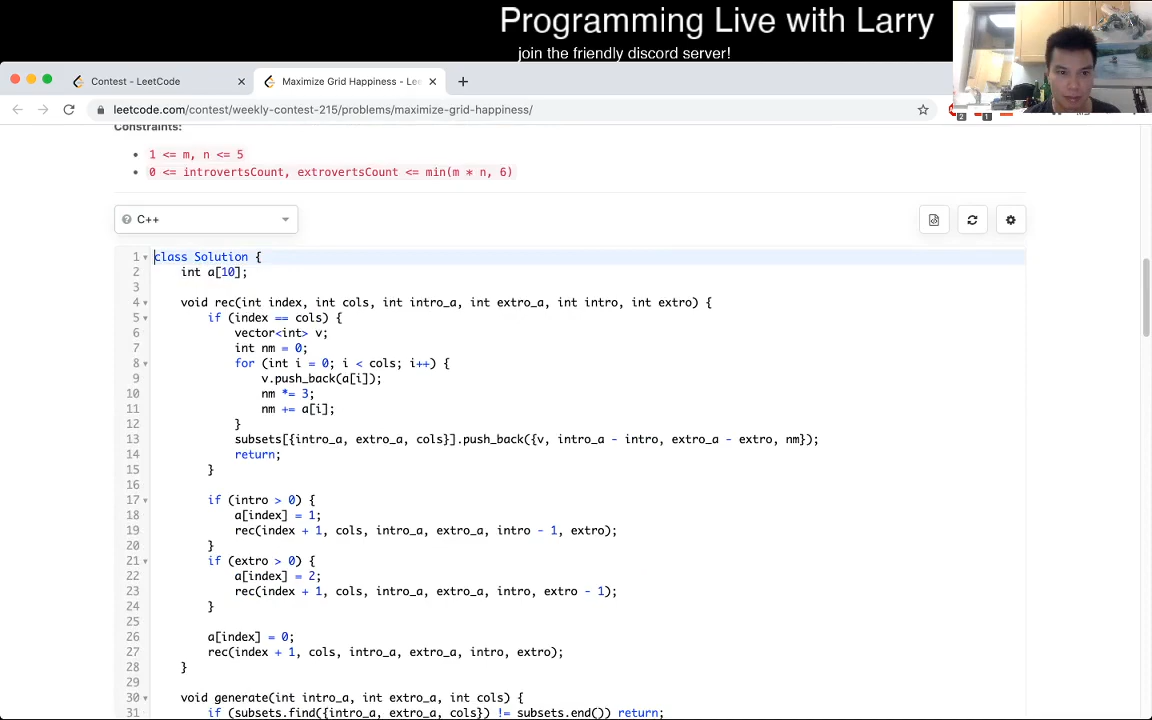 Programming Live with Larry
join the friendly discord server!
Contest - LeetCode
Maximize Grid Happiness - Lee
leetcode.com/contest/weekly-contest-215/problems/maximize-grid-happiness/
2
1
Constraints:
1 <= m, n <= 5
0 <= introvertsCount, extrovertsCount <= min(m * n, 6)
C++
1 class Solution {
2 int a[10];
3
4 void rec(int index, int cols, int intro_a, int extro_a, int intro, int extro) {
5 if (index == cols) {
6 vector<int> v;
7 int nm = 0;
8 for (int i = 0; i < cols; i++) {
9 v.push_back(a[i]);
10 nm *= 3;
11 nm += a[i];
12 }
13 subsets[{intro_a, extro_a, cols}].push_back({v, intro_a - intro, extro_a - extro, nm});
14 return;
15 }
16
17 if (intro > 0) {
18 a[index] = 1;
19 rec(index + 1, cols, intro_a, extro_a, intro - 1, extro);
20 }
21 if (extro > 0) {
22 a[index] = 2;
23 rec(index + 1, cols, intro_a, extro_a, intro, extro - 1);
24 }
25
26 a[index] = 0;
27 rec(index + 1, cols, intro_a, extro_a, intro, extro);
28 }
29
30 void generate(int intro_a, int extro_a, int cols) {
31 if (subsets.find({intro_a, extro_a, cols}) != subsets.end()) return;